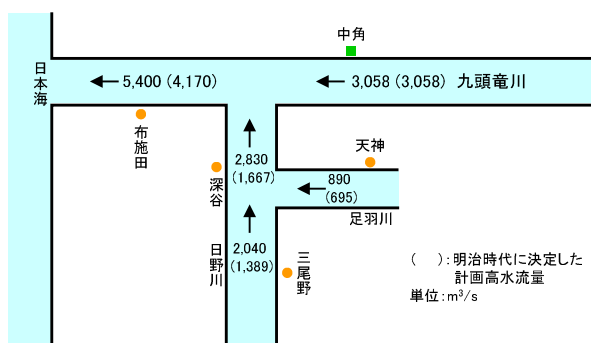 中角
日本海
5,400 (4,170)
3,058 (3,058) 九頭竜川
布施田
天神
2,830
(1,667)
深谷
890
(695)
足羽川
2,040
(1,389)
日野川
三尾野
( ):明治時代に決定した
計画高水流量
単位:m³/s